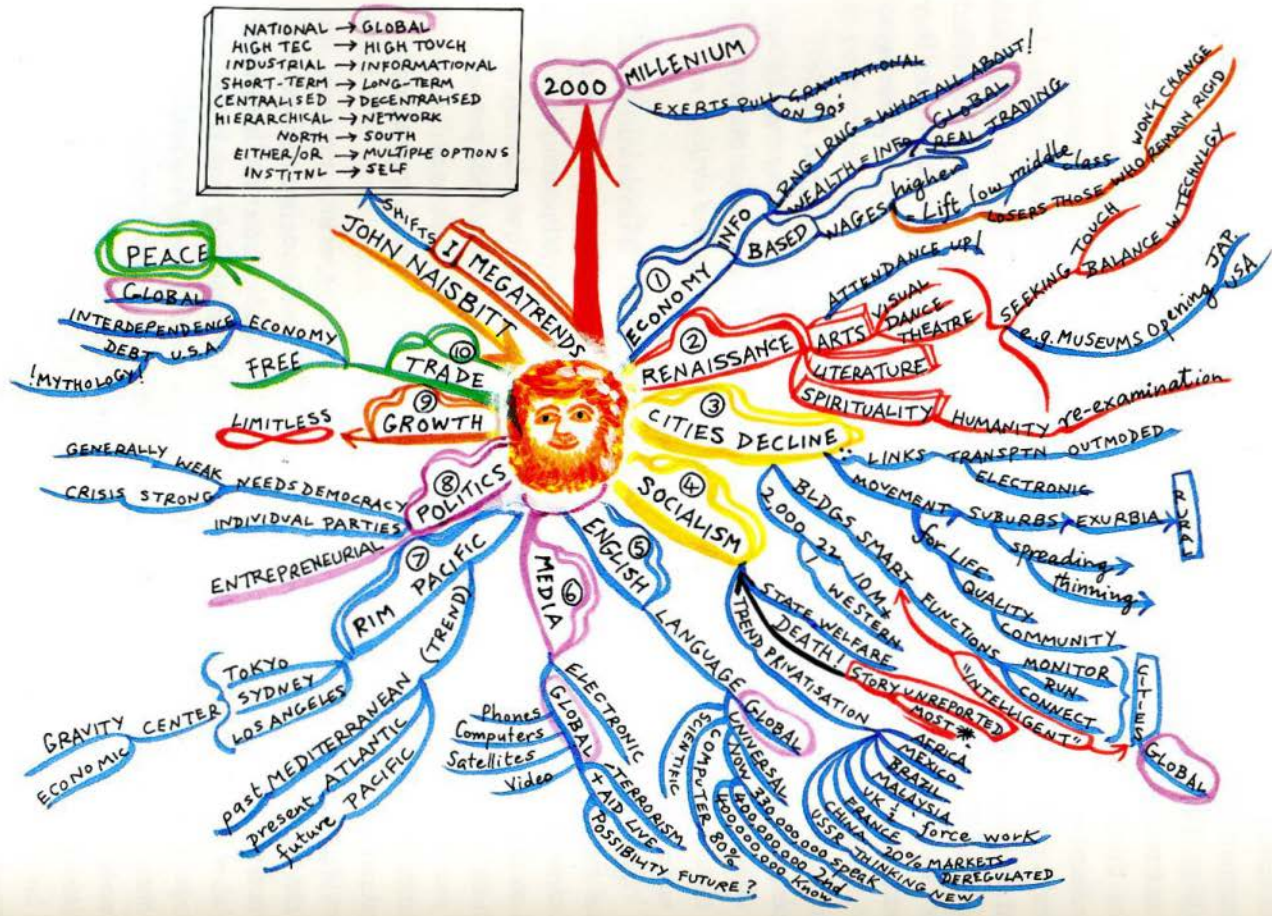 NATIONAL → GLOBAL
HIGH TEC → HIGH TOUCH
INDUSTRIAL → INFORMATIONAL
SHORT-TERM → LONG-TERM
CENTRALISED → DECENTRALISED
HIERARCHICAL → NETWORK
NORTH → SOUTH
EITHER/OR → MULTIPLE OPTIONS
INSTITNL → SELF
SHIFTS
I MEGATRENDS
JOHN NAISBITT
2000
MILLENIUM
EXERTS PULL GRAVITATIONAL
ON 90s
① ECONOMY
INFO
PNG LRNG = WHAT ALL ABOUT!
WEALTH = INFO
GLOBAL
REAL TRADING
BASED
WAGES
higher
= Lift low middle class
LOSERS THOSE WHO REMAIN RIGID
WON'T CHANGE
② RENAISSANCE
ARTS
ATTENDANCE UP!
VISUAL
DANCE
THEATRE
SEEKING TOUCH
BALANCE W TECHNLGY
e.g. MUSEUMS Opening
JAP.
USA
LITERATURE
SPIRITUALITY
HUMANITY re-examination
③ CITIES DECLINE
∴ LINKS TRANSPTN OUTMODED
ELECTRONIC
MOVEMENT SUBURBS EXURBIA RURAL
spreading
thinning
for LIFE
QUALITY
COMMUNITY
BLDGS SMART
FUNCTIONS
MONITOR
RUN
CONNECT
"INTELLIGENT"
CITIES
GLOBAL
2,000 22 10M+
1 WESTERN
④ SOCIALISM
STATE WELFARE
DEATH!
STORY UNREPORTED
MOST
TREND PRIVATISATION
AFRICA
MEXICO
BRAZIL
MALAYSIA
UK ½ force work
FRANCE
CHINA 20% MARKETS
DEREGULATED
USSR THINKING NEW
⑤ ENGLISH
LANGUAGE
GLOBAL
UNIVERSAL
NOW 330,000,000 speak
400,000,000 2nd
400,000,000 know
COMPUTER 80%
SCIENTIFIC
⑥ MEDIA
ELECTRONIC
GLOBAL
Phones
Computers
Satellites
Video
+ TERRORISM
+ AID LIVE
POSSIBILITY FUTURE?
⑦ PACIFIC
RIM
TOKYO
SYDNEY
LOS ANGELES
CENTER
GRAVITY
ECONOMIC
(TREND)
past MEDITERRANEAN
present ATLANTIC
future PACIFIC
⑧ POLITICS
NEEDS DEMOCRACY
GENERALLY WEAK
CRISIS STRONG
INDIVIDUAL PARTIES
ENTREPRENEURIAL
⑨ GROWTH
LIMITLESS
⑩ TRADE
FREE
PEACE
GLOBAL
ECONOMY
INTERDEPENDENCE
DEBT U.S.A.
!MYTHOLOGY!